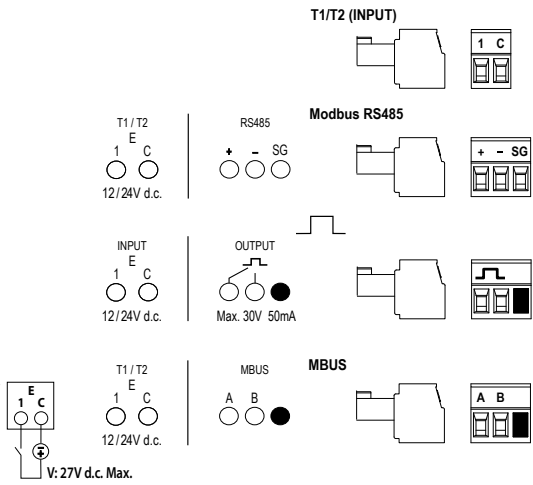 T1/T2 (INPUT)
1 C
Modbus RS485
T1 / T2
E
1 C
12/24V d.c.
RS485
+ – SG
+ – SG
INPUT
E
1 C
12/24V d.c.
OUTPUT
Max. 30V 50mA
MBUS
T1 / T2
E
1 C
12/24V d.c.
MBUS
A B
A B
E
1 C
V: 27V d.c. Max.